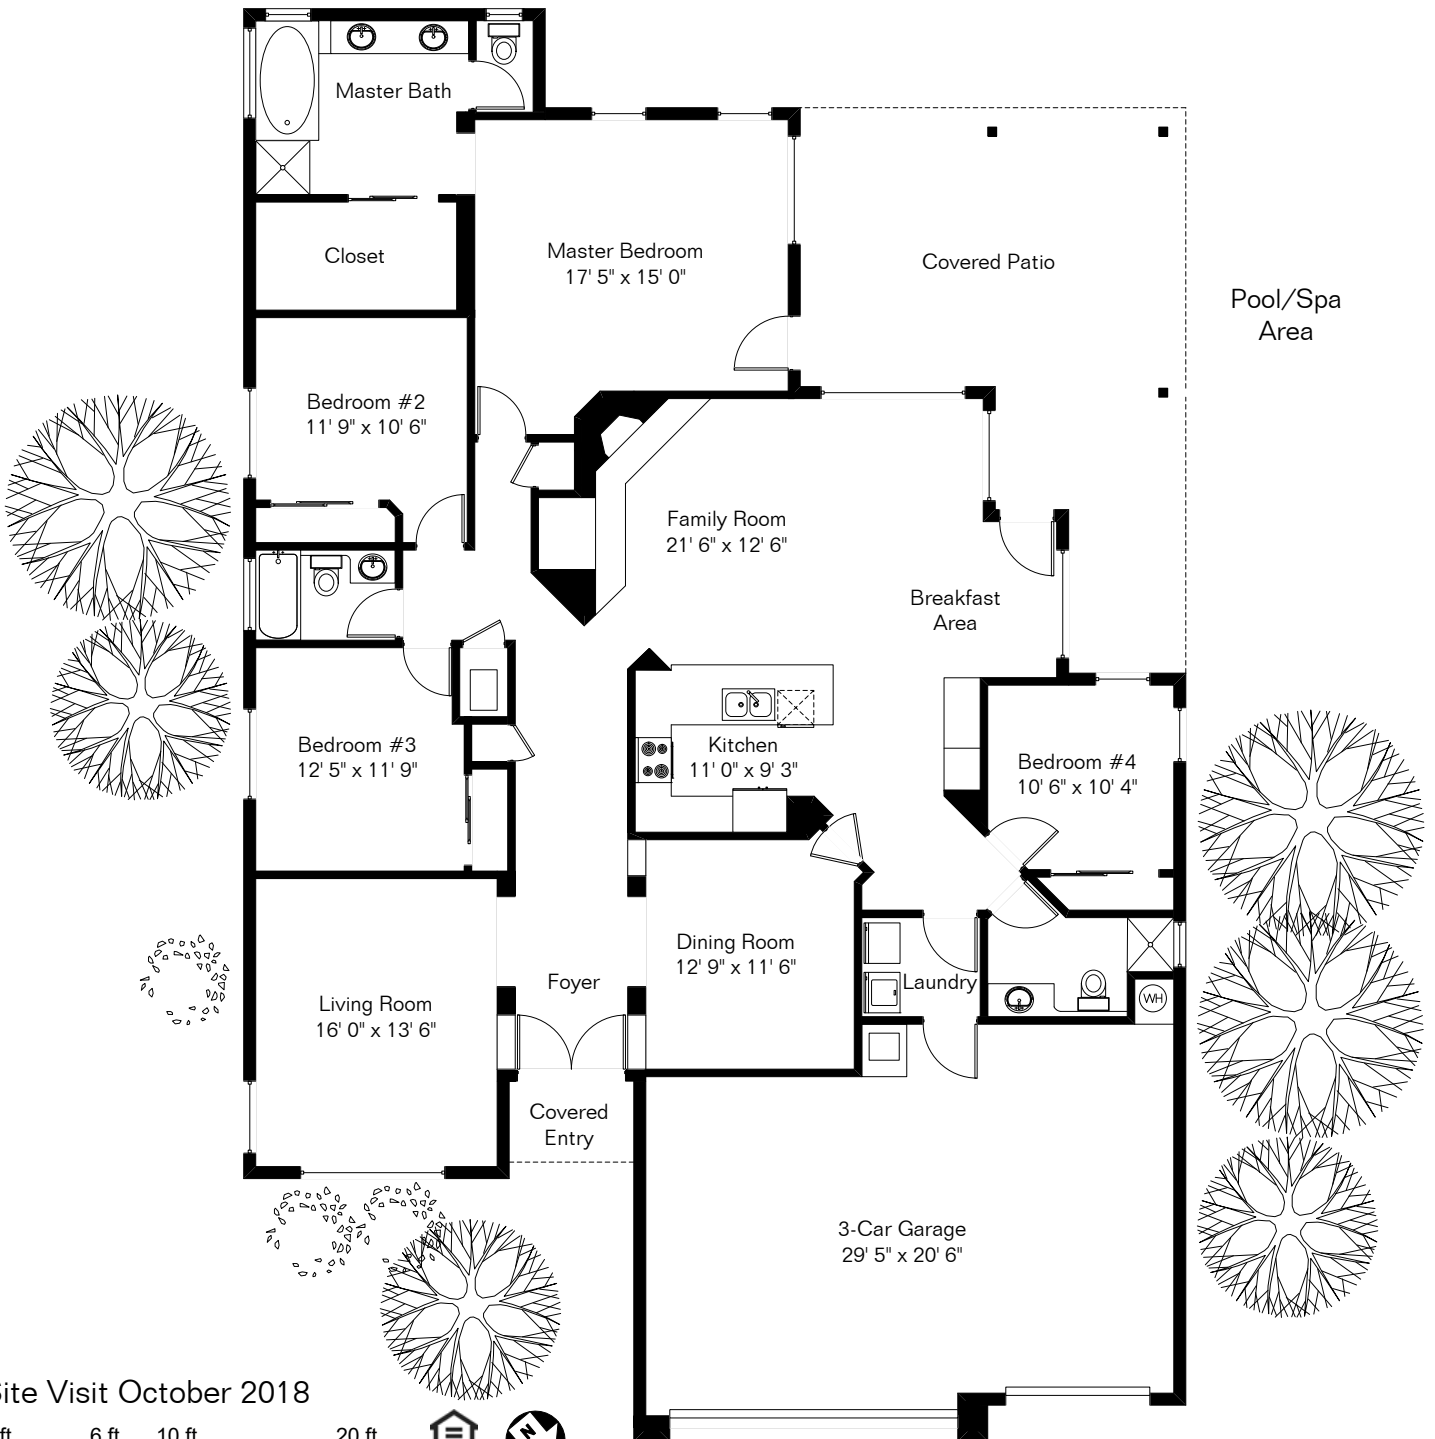 Master Bath
Closet
Master Bedroom
17' 5" x 15' 0"
Covered Patio
Pool/Spa
Area
Bedroom #2
11' 9" x 10' 6"
Family Room
21' 6" x 12' 6"
Breakfast
Area
Bedroom #3
12' 5" x 11' 9"
Kitchen
11' 0" x 9' 3"
Bedroom #4
10' 6" x 10' 4"
Dining Room
12' 9" x 11' 6"
Foyer
Laundry
WH
Living Room
16' 0" x 13' 6"
Covered
Entry
3-Car Garage
29' 5" x 20' 6"
Site Visit October 2018
ft 6 ft 10 ft 20 ft
N